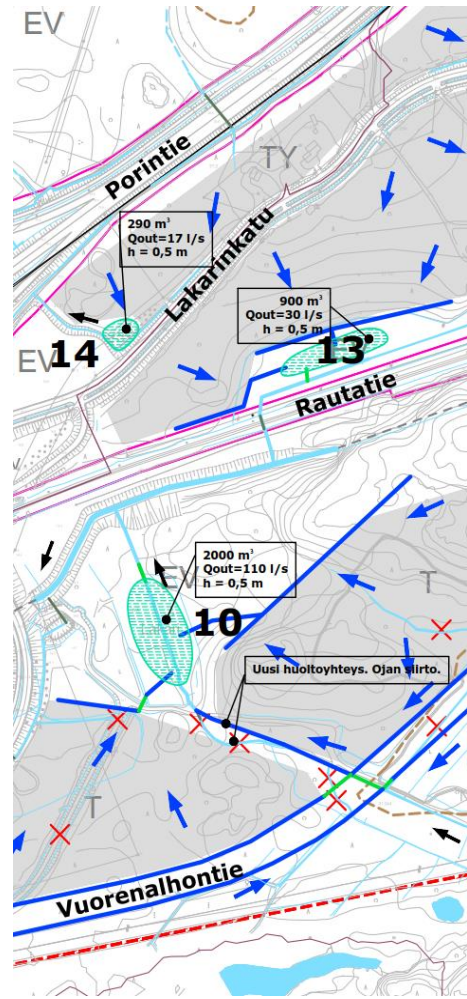 EV
Porintie
TY
290 m³
Qout=17 l/s
h = 0,5 m
Lakarinkatu
900 m³
Qout=30 l/s
h = 0,5 m
EV
14
13
Rautatie
2000 m³
Qout=110 l/s
h = 0,5 m
EV
T
10
Uusi huoltoyhteys. Ojan siirto.
T
Vuorenalhontie